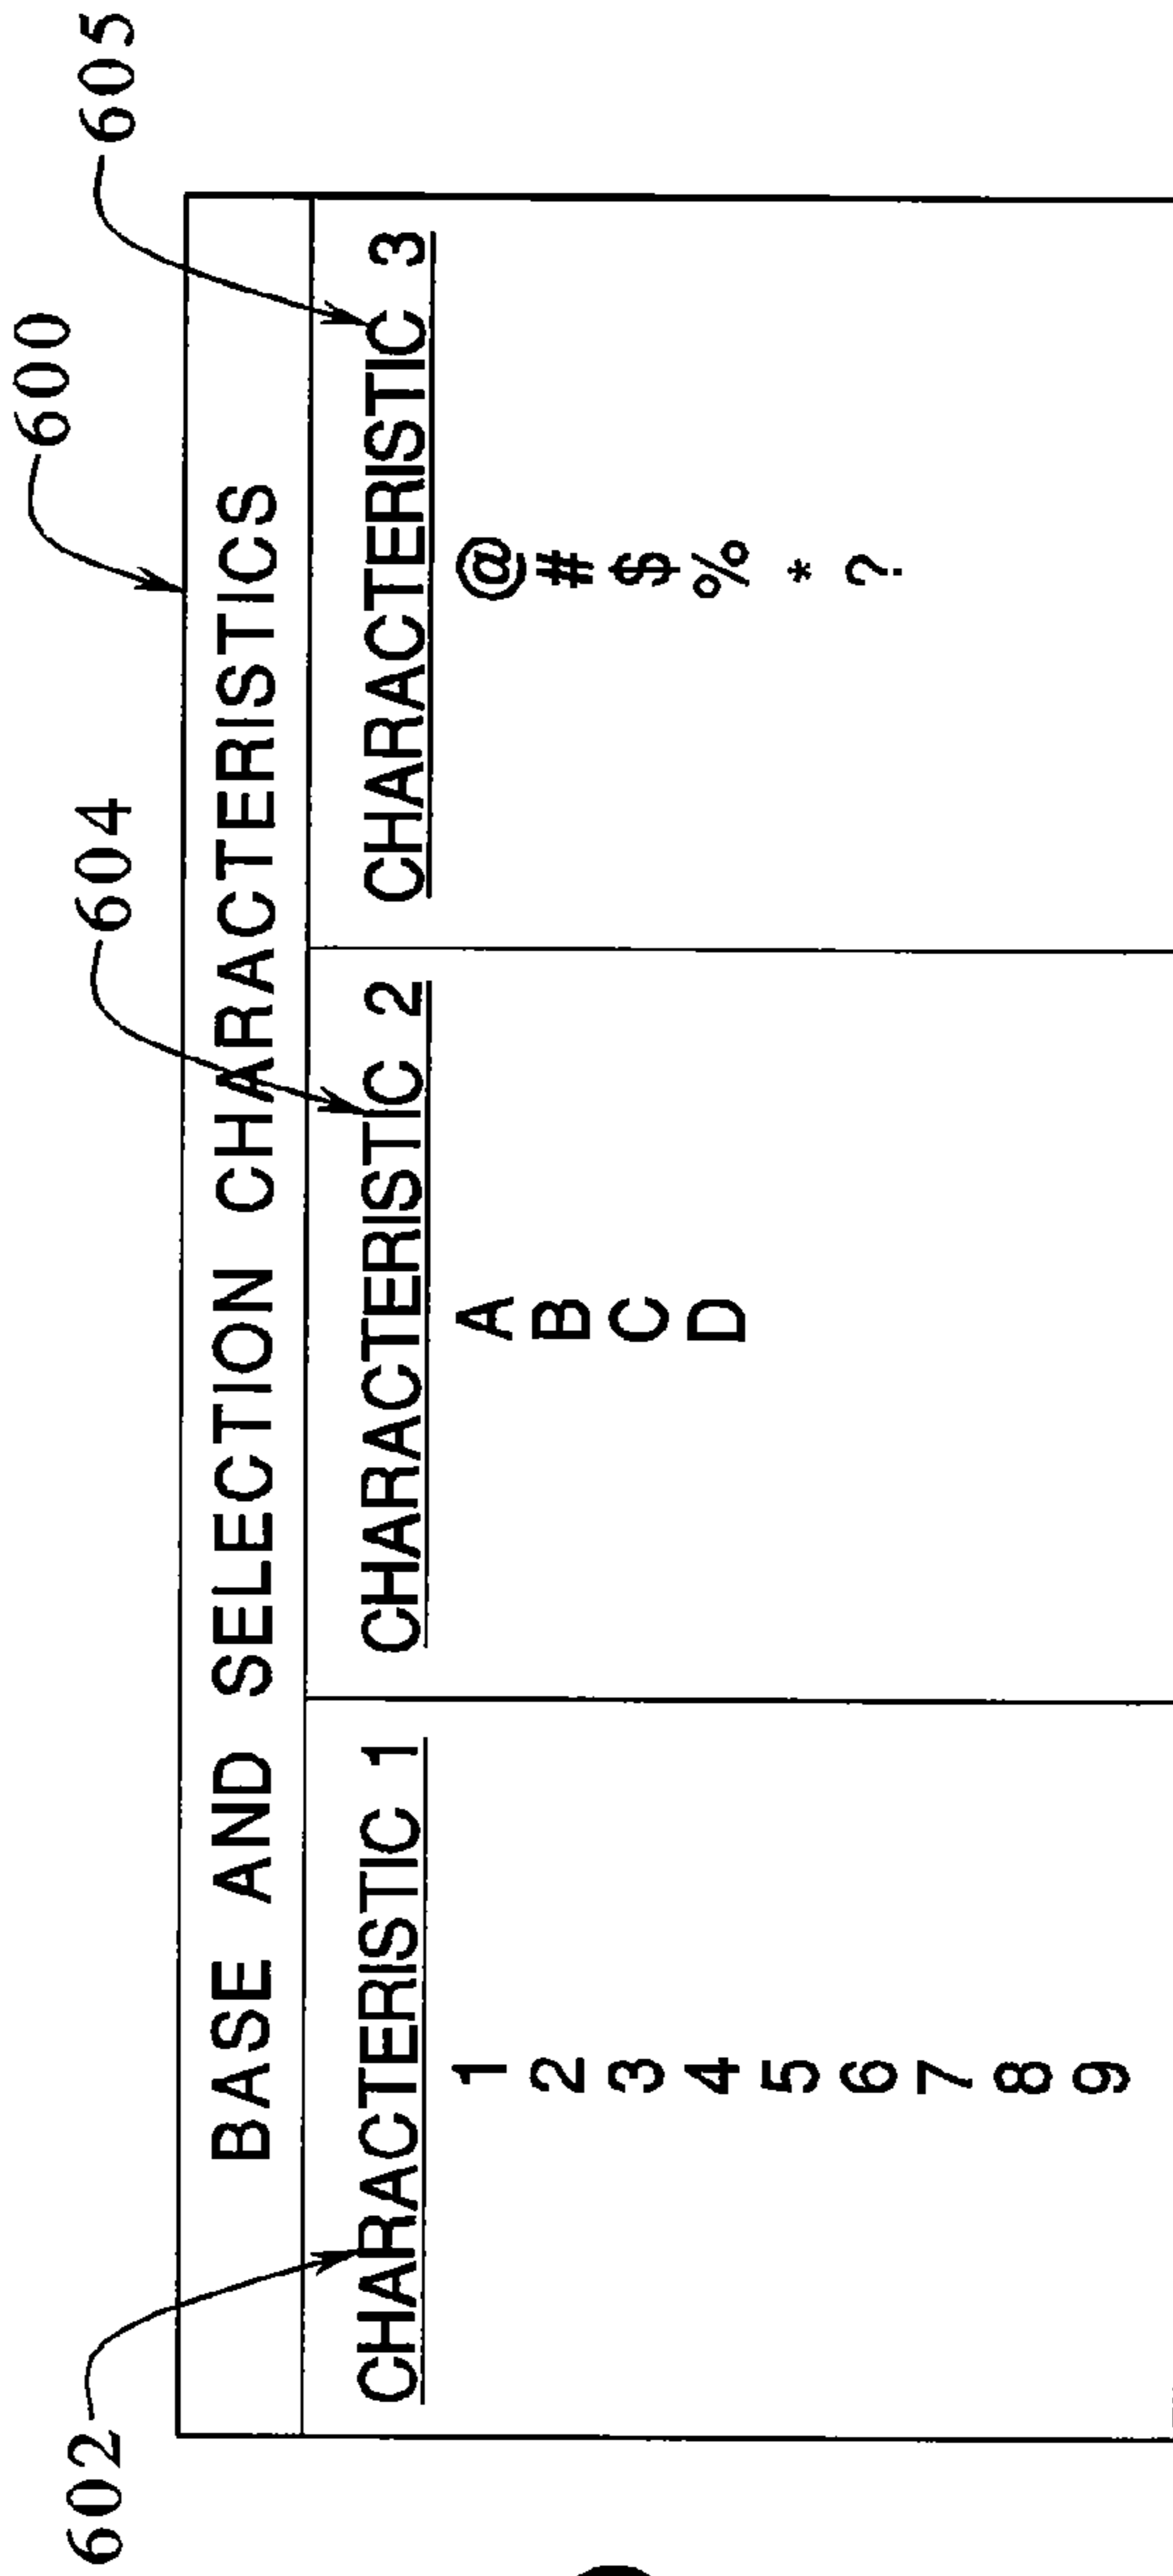 600
602 604 605
BASE AND SELECTION CHARACTERISTICS
CHARACTERISTIC 1 CHARACTERISTIC 2 CHARACTERISTIC 3
1 A @
2 B #
3 C $
4 D %
5 *
6 ?
7
8
9